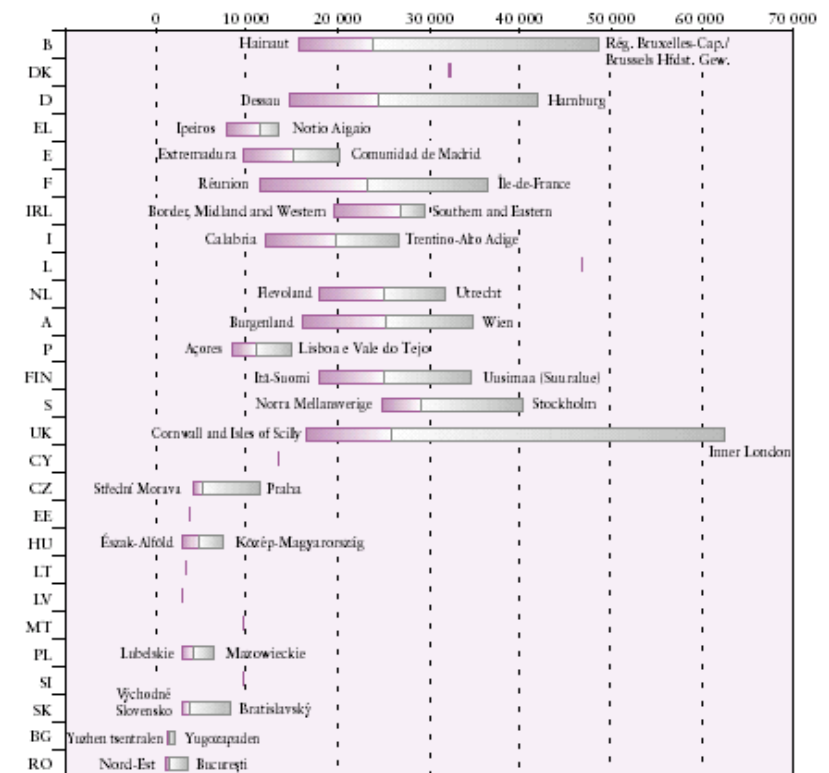 0 10 000 20 000 30 000 40 000 50 000 60 000 70 000
B Hainaut Rég. Bruxelles-Cap./
Brussels Hfdst. Gew.
DK
D Dessau Hamburg
EL Ipeiros Notio Aigaio
E Extremadura Comunidad de Madrid
F Réunion Île-de-France
IRL Border, Midland and Western Southern and Eastern
I Calabria Trentino-Alto Adige
L
NL Flevoland Utrecht
A Burgenland Wien
P Açores Lisboa e Vale do Tejo
FIN Itä-Suomi Uusimaa (Suuralue)
S Norra Mellansverige Stockholm
UK Cornwall and Isles of Scilly
Inner London
CY
CZ Střední Morava Praha
EE
HU Észak-Alföld Közép-Magyarország
LT
LV
MT
PL Lubelskie Mazowieckie
SI
Východné
SK Slovensko Bratislavský
BG Yuzhen tsentralen Yugozapaden
RO Nord-Est Bucureşti